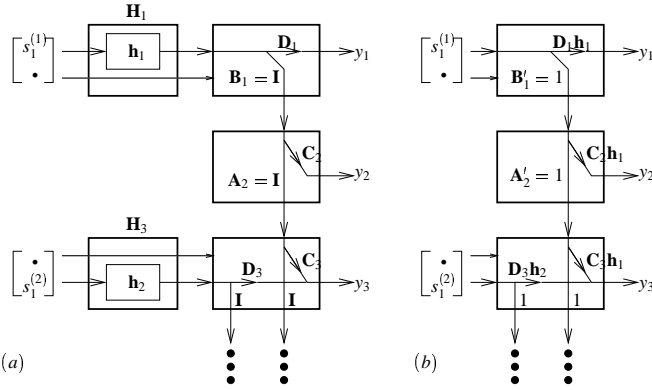 H₁
s₁⁽¹⁾ h₁ D₁ y₁
• B₁ = I
C₂ y₂
A₂ = I
H₃
• C₃
s₁⁽²⁾ h₂ D₃ y₃
I I
(a)
s₁⁽¹⁾ D₁h₁ y₁
• B′₁ = 1
C₂h₁ y₂
A′₂ = 1
• C₃h₁
s₁⁽²⁾ D₃h₂ y₃
1 1
(b)